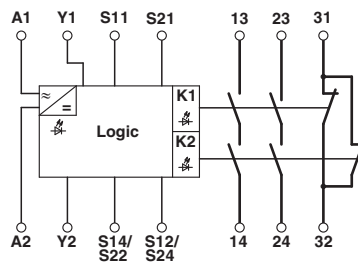 A1 Y1 S11 S21 13 23 31
≈
=
K1
Logic
K2
A2 Y2 S14/ S12/ 14 24 32
S22 S24